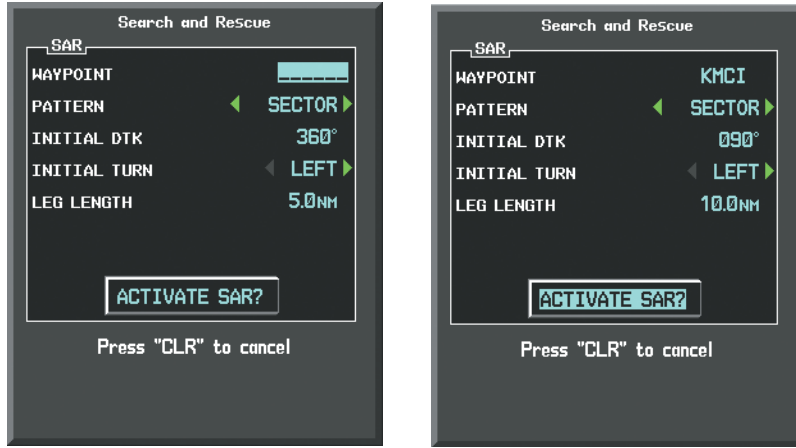 Search and Rescue
SAR
WAYPOINT ______
PATTERN SECTOR
INITIAL DTK 360°
INITIAL TURN LEFT
LEG LENGTH 5.0NM
ACTIVATE SAR?
Press "CLR" to cancel
Search and Rescue
SAR
WAYPOINT KMCI
PATTERN SECTOR
INITIAL DTK 090°
INITIAL TURN LEFT
LEG LENGTH 10.0NM
ACTIVATE SAR?
Press "CLR" to cancel